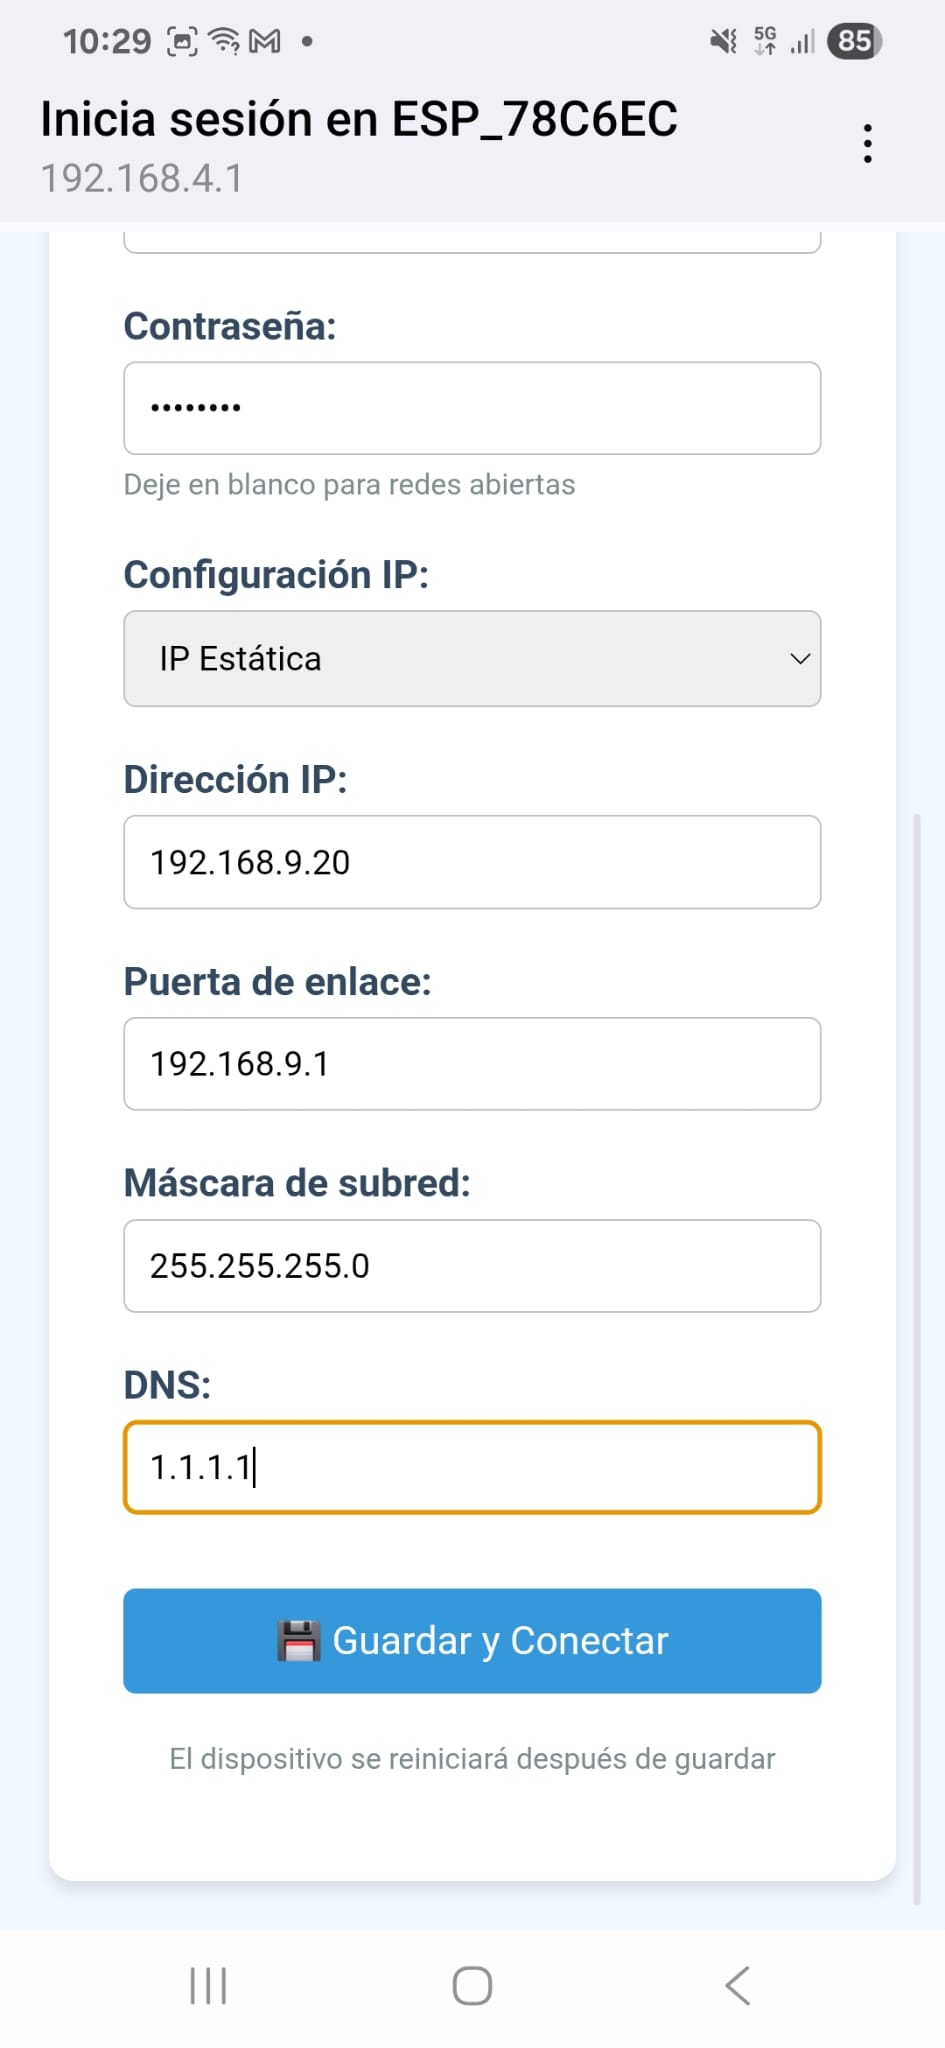 10:29
5G
85
Inicia sesión en ESP_78C6EC
192.168.4.1
Contraseña:
••••••••
Deje en blanco para redes abiertas
Configuración IP:
IP Estática
Dirección IP:
192.168.9.20
Puerta de enlace:
192.168.9.1
Máscara de subred:
255.255.255.0
DNS:
1.1.1.1
💾 Guardar y Conectar
El dispositivo se reiniciará después de guardar